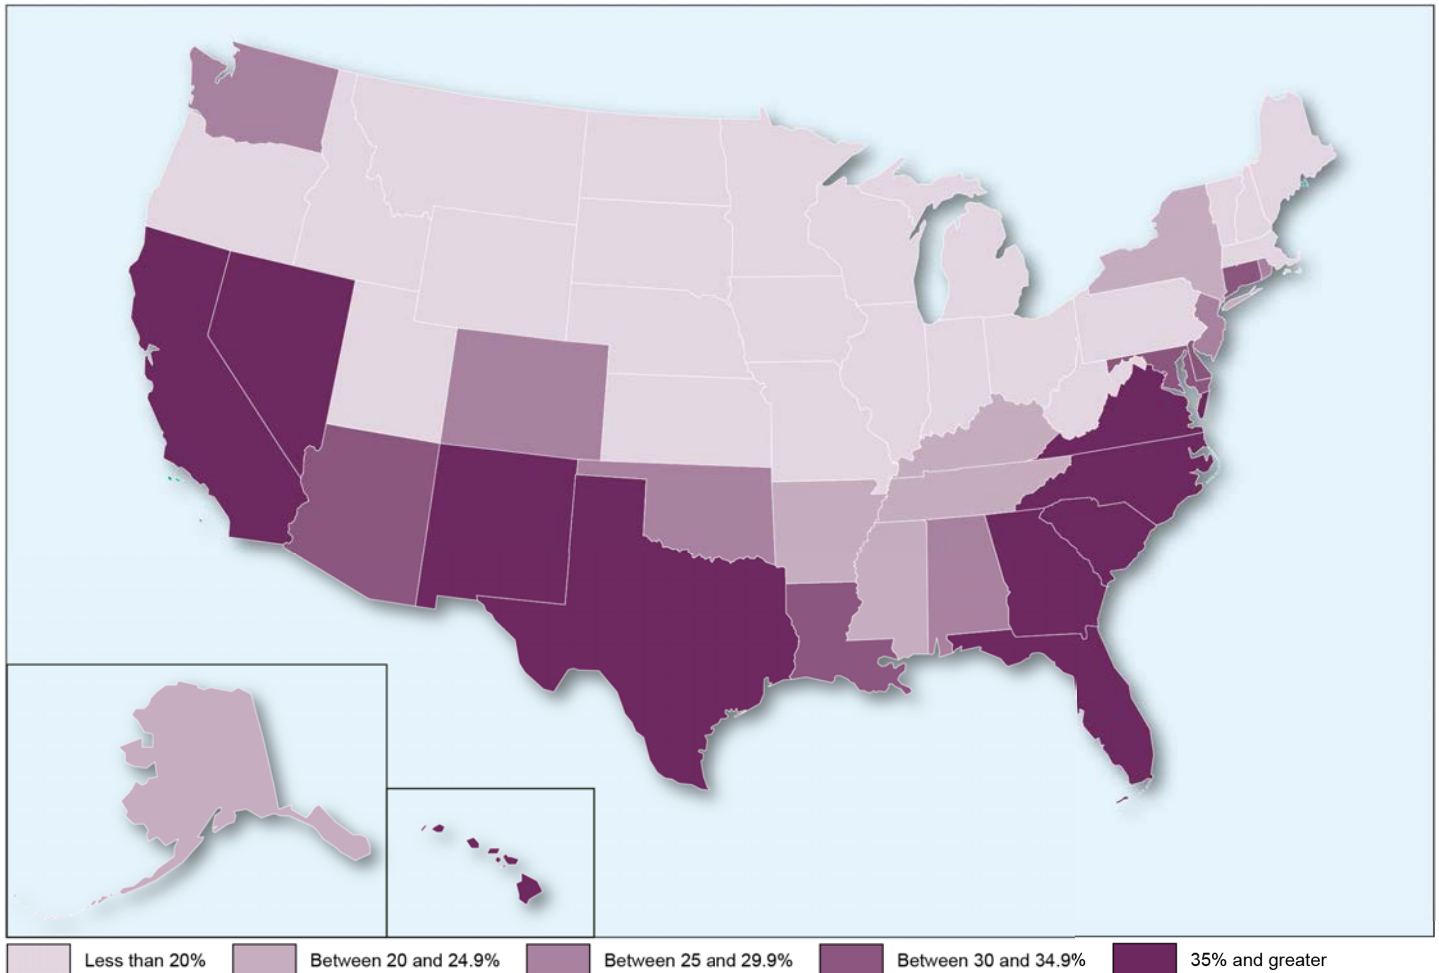 Less than 20%
Between 20 and 24.9%
Between 25 and 29.9%
Between 30 and 34.9%
35% and greater